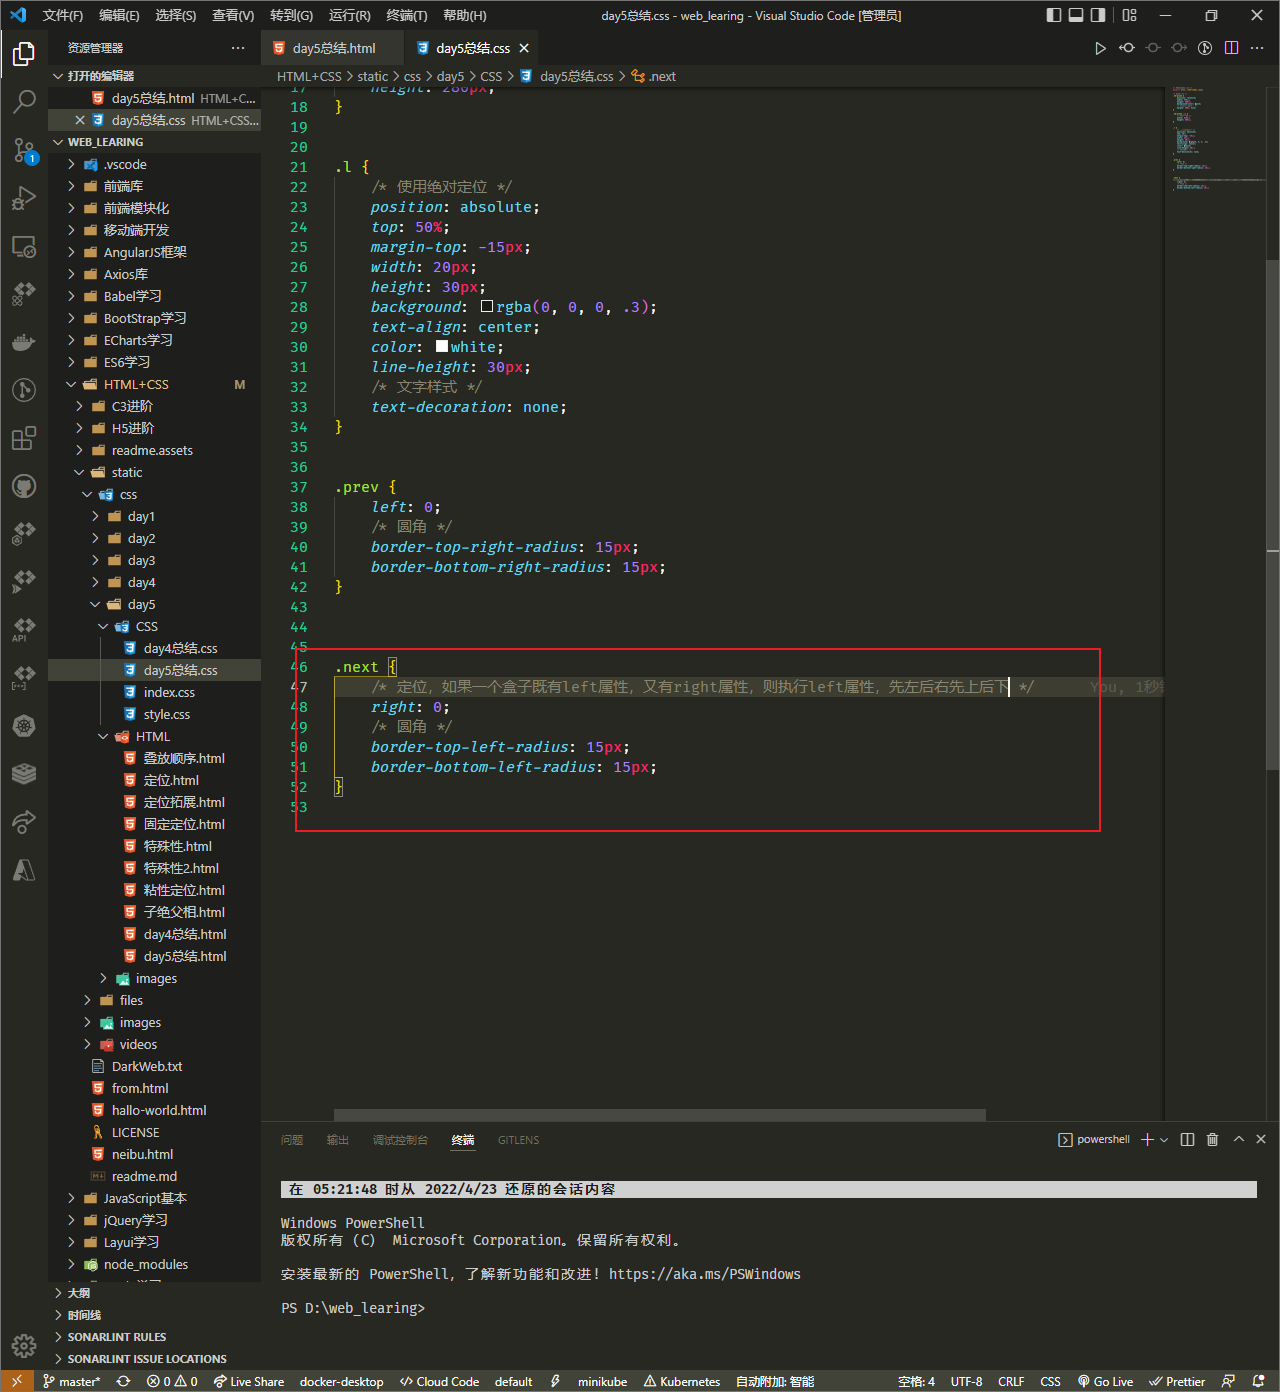 文件(F) 编辑(E) 选择(S) 查看(V) 转到(G) 运行(R) 终端(T) 帮助(H) day5总结.css - web_learing - Visual Studio Code [管理员]
资源管理器
day5总结.html
day5总结.css
打开的编辑器
day5总结.html HTML+C...
day5总结.css HTML+CSS...
WEB_LEARING
.vscode
前端库
前端模块化
移动端开发
AngularJS框架
Axios库
Babel学习
BootStrap学习
ECharts学习
ES6学习
HTML+CSS M
C3进阶
H5进阶
readme.assets
static
css
day1
day2
day3
day4
day5
CSS
day4总结.css
day5总结.css
index.css
style.css
HTML
叠放顺序.html
定位.html
定位拓展.html
固定定位.html
特殊性.html
特殊性2.html
粘性定位.html
子绝父相.html
day4总结.html
day5总结.html
images
files
images
videos
DarkWeb.txt
from.html
hallo-world.html
LICENSE
neibu.html
readme.md
JavaScript基本
jQuery学习
Layui学习
node_modules
大纲
时间线
SONARLINT RULES
SONARLINT ISSUE LOCATIONS
1
API
HTML+CSS > static > css > day5 > CSS > day5总结.css > .next
17 height: 280px;
18 }
19
20
21 .l {
22 /* 使用绝对定位 */
23 position: absolute;
24 top: 50%;
25 margin-top: -15px;
26 width: 20px;
27 height: 30px;
28 background: rgba(0, 0, 0, .3);
29 text-align: center;
30 color: white;
31 line-height: 30px;
32 /* 文字样式 */
33 text-decoration: none;
34 }
35
36
37 .prev {
38 left: 0;
39 /* 圆角 */
40 border-top-right-radius: 15px;
41 border-bottom-right-radius: 15px;
42 }
43
44
45
46 .next {
47 /* 定位，如果一个盒子既有left属性，又有right属性，则执行left属性，先左后右先上后下 */ You, 1秒
48 right: 0;
49 /* 圆角 */
50 border-top-left-radius: 15px;
51 border-bottom-left-radius: 15px;
52 }
53
问题 输出 调试控制台 终端 GITLENS powershell
在 05:21:48 时从 2022/4/23 还原的会话内容
Windows PowerShell
版权所有 (C) Microsoft Corporation。保留所有权利。
安装最新的 PowerShell，了解新功能和改进！https://aka.ms/PSWindows
PS D:\web_learing>
master* 0 0 Live Share docker-desktop Cloud Code default minikube Kubernetes 自动附加: 智能 空格: 4 UTF-8 CRLF CSS Go Live Prettier